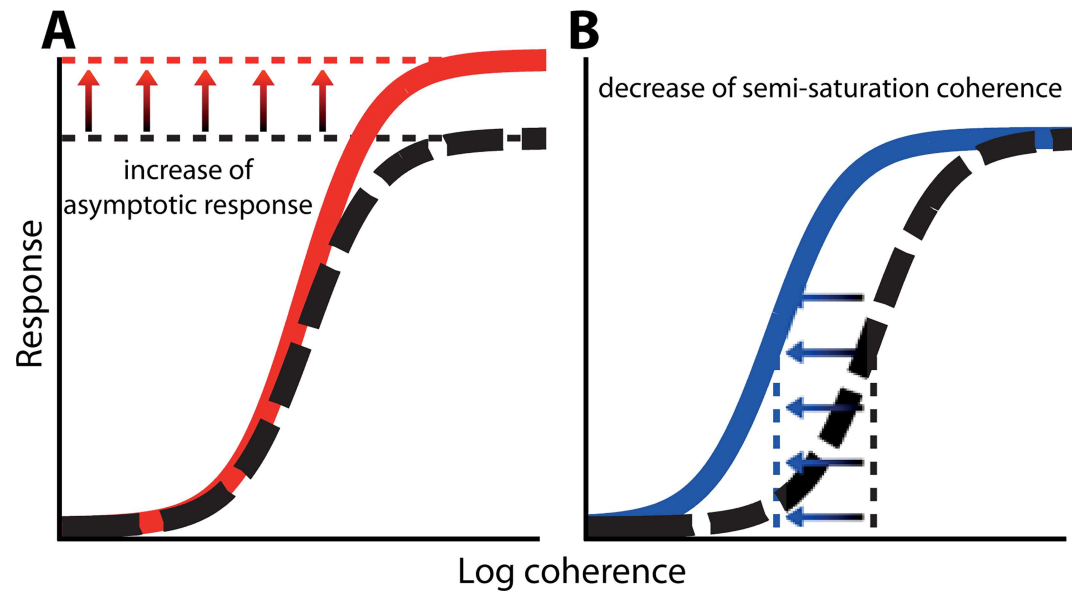 A
B
decrease of semi-saturation coherence
increase of
asymptotic response
Response
Log coherence